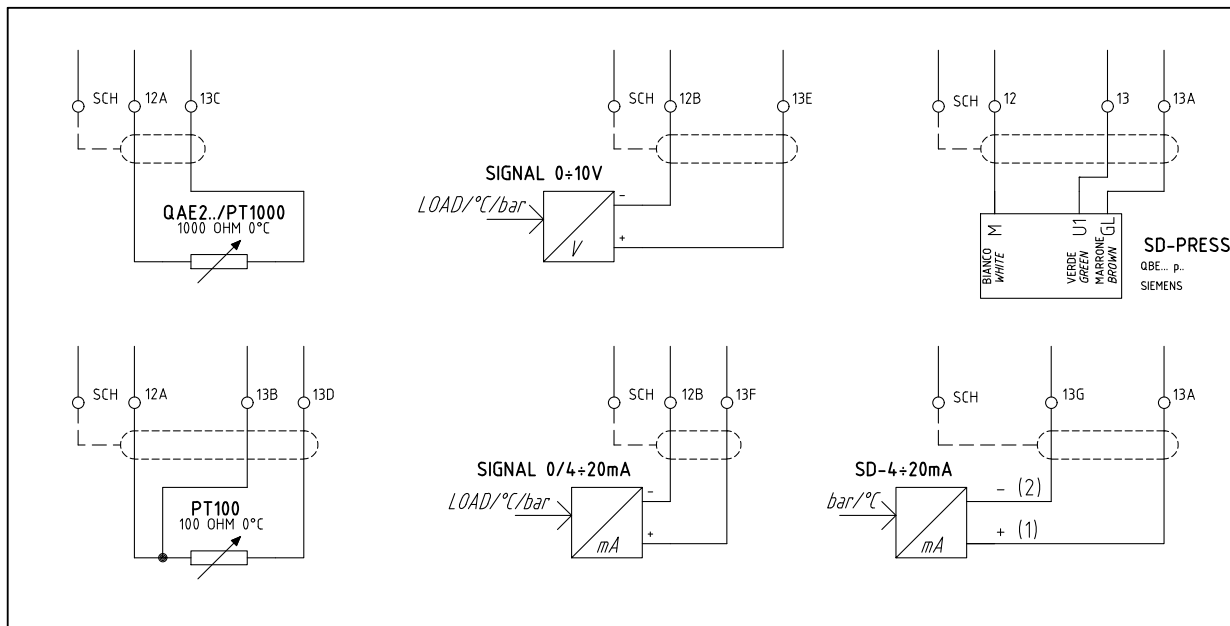 SCH 12A 13C
QAE2../PT1000
1000 OHM 0°C
SCH 12B 13E
SIGNAL 0÷10V
LOAD/°C/bar
-
+
V
SCH 12 13 13A
BIANCO
WHITE
M
VERDE
GREEN
U1
MARRONE
BROWN
GL
SD-PRESS
QBE... p..
SIEMENS
SCH 12A 13B 13D
PT100
100 OHM 0°C
SCH 12B 13F
SIGNAL 0/4÷20mA
LOAD/°C/bar
-
+
mA
SCH 13G 13A
SD-4÷20mA
bar/°C
- (2)
+ (1)
mA